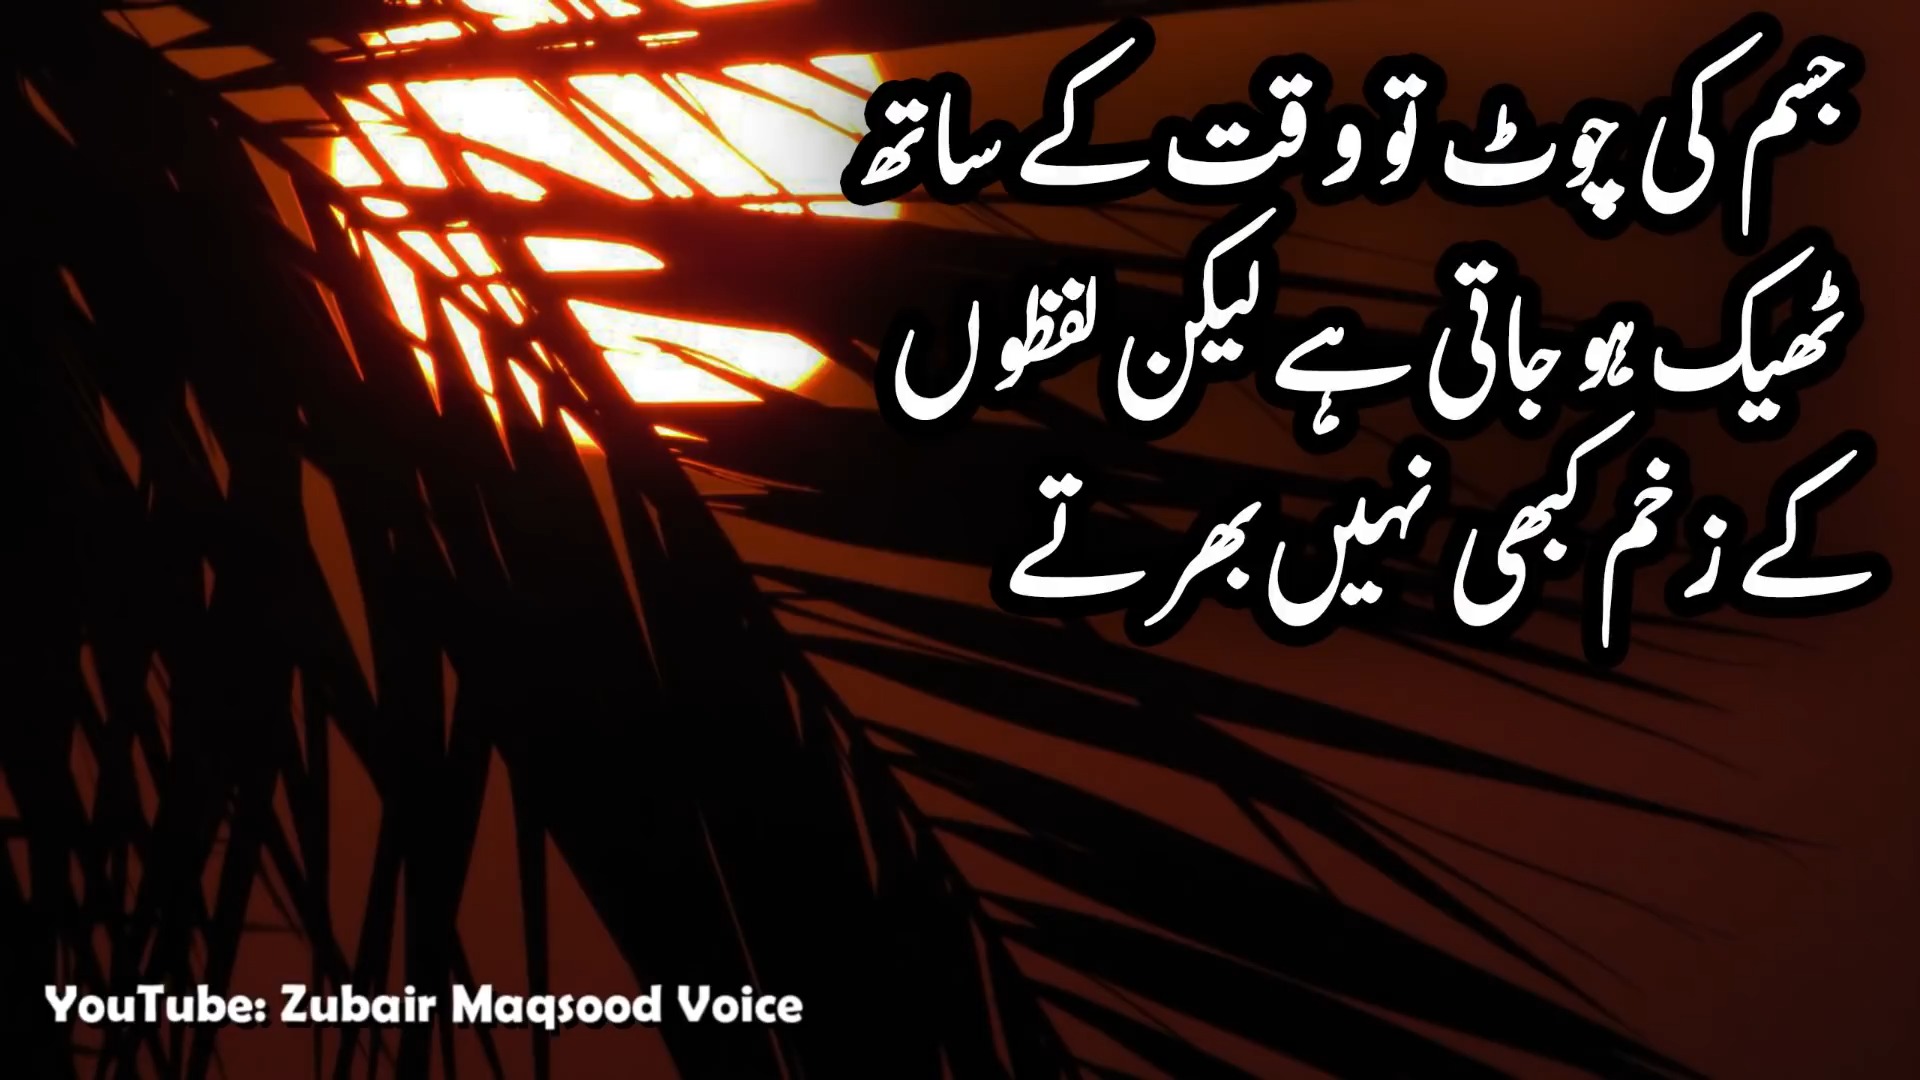 جسم کی چوٹ تو وقت کے ساتھ
ٹھیک ہو جاتی ہے لیکن لفظوں
کے زخم کبھی نہیں بھرتے
YouTube: Zubair Maqsood Voice